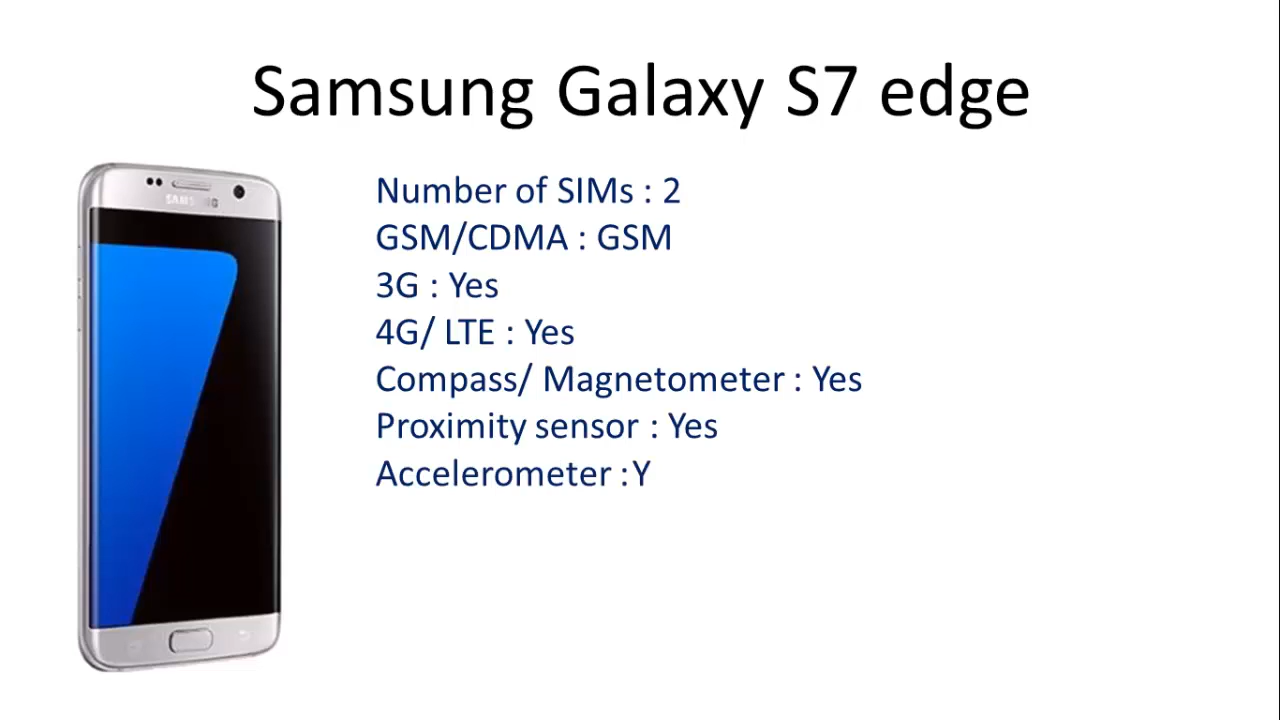 Samsung Galaxy S7 edge
SAMSUNG
Number of SIMs : 2
GSM/CDMA : GSM
3G : Yes
4G/ LTE : Yes
Compass/ Magnetometer : Yes
Proximity sensor : Yes
Accelerometer :Y